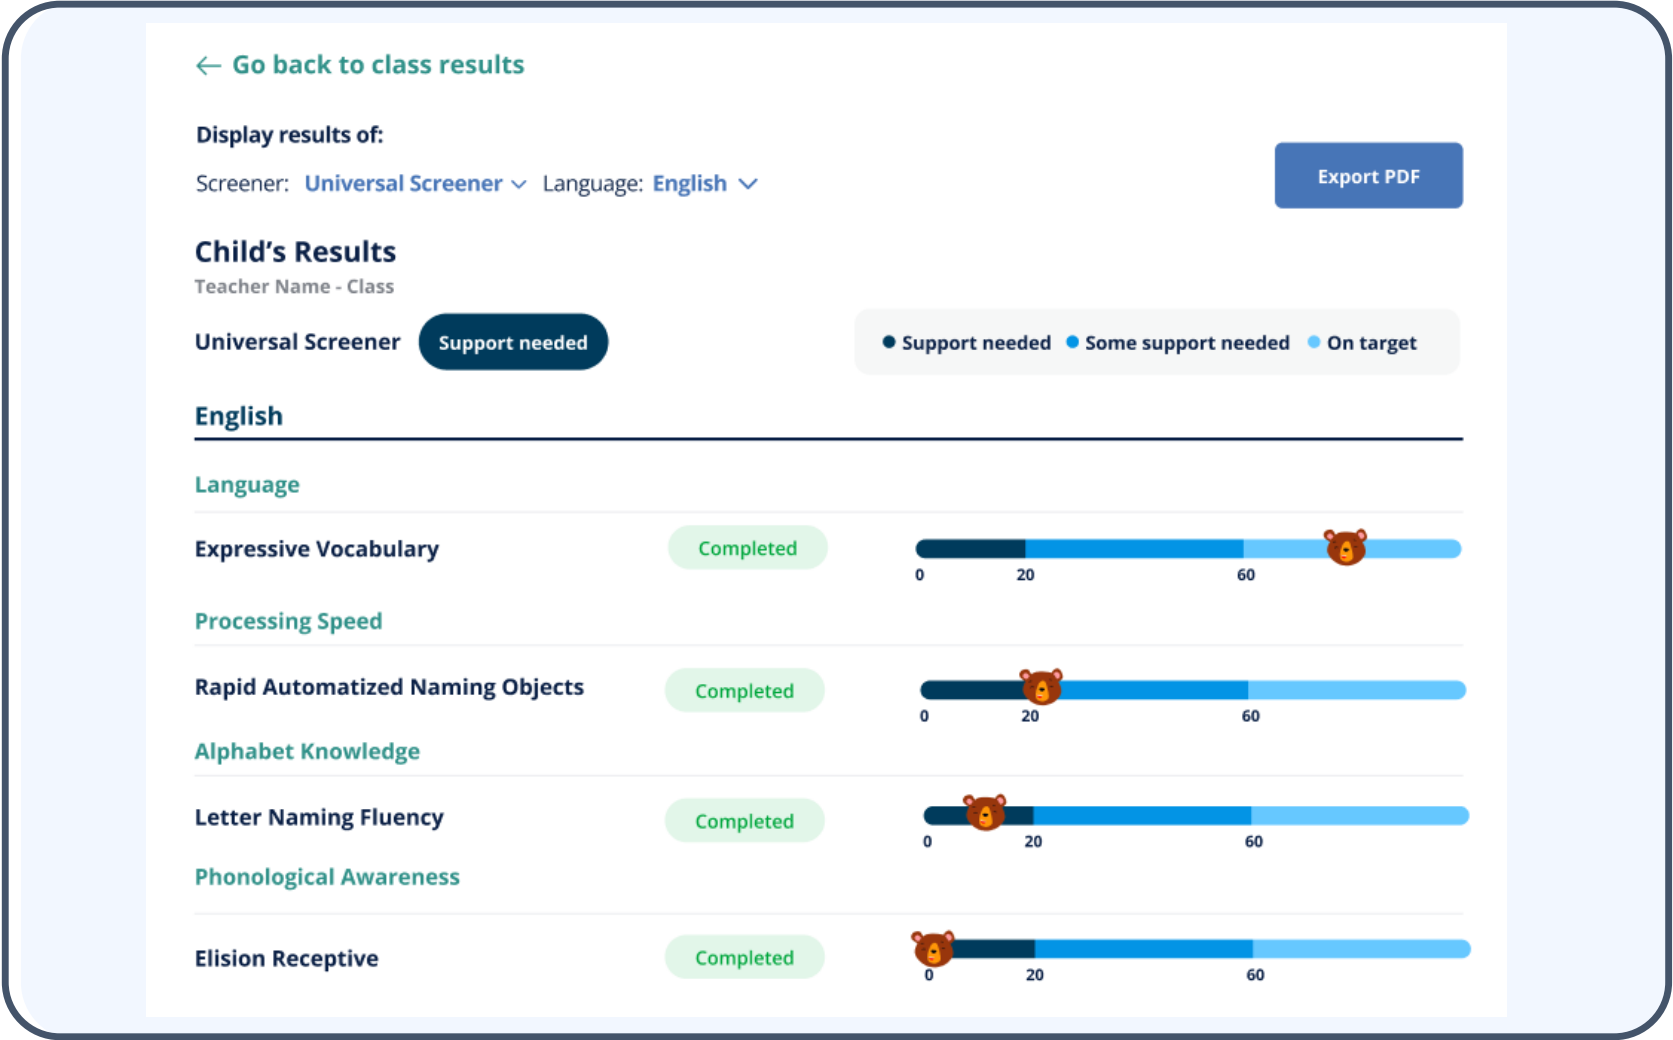 ← Go back to class results
Display results of:
Screener: Universal Screener Language: English
Export PDF
Child’s Results
Teacher Name - Class
Universal Screener Support needed
Support needed Some support needed On target
English
Language
Expressive Vocabulary Completed
0 20 60
Processing Speed
Rapid Automatized Naming Objects Completed
0 20 60
Alphabet Knowledge
Letter Naming Fluency Completed
0 20 60
Phonological Awareness
Elision Receptive Completed
0 20 60